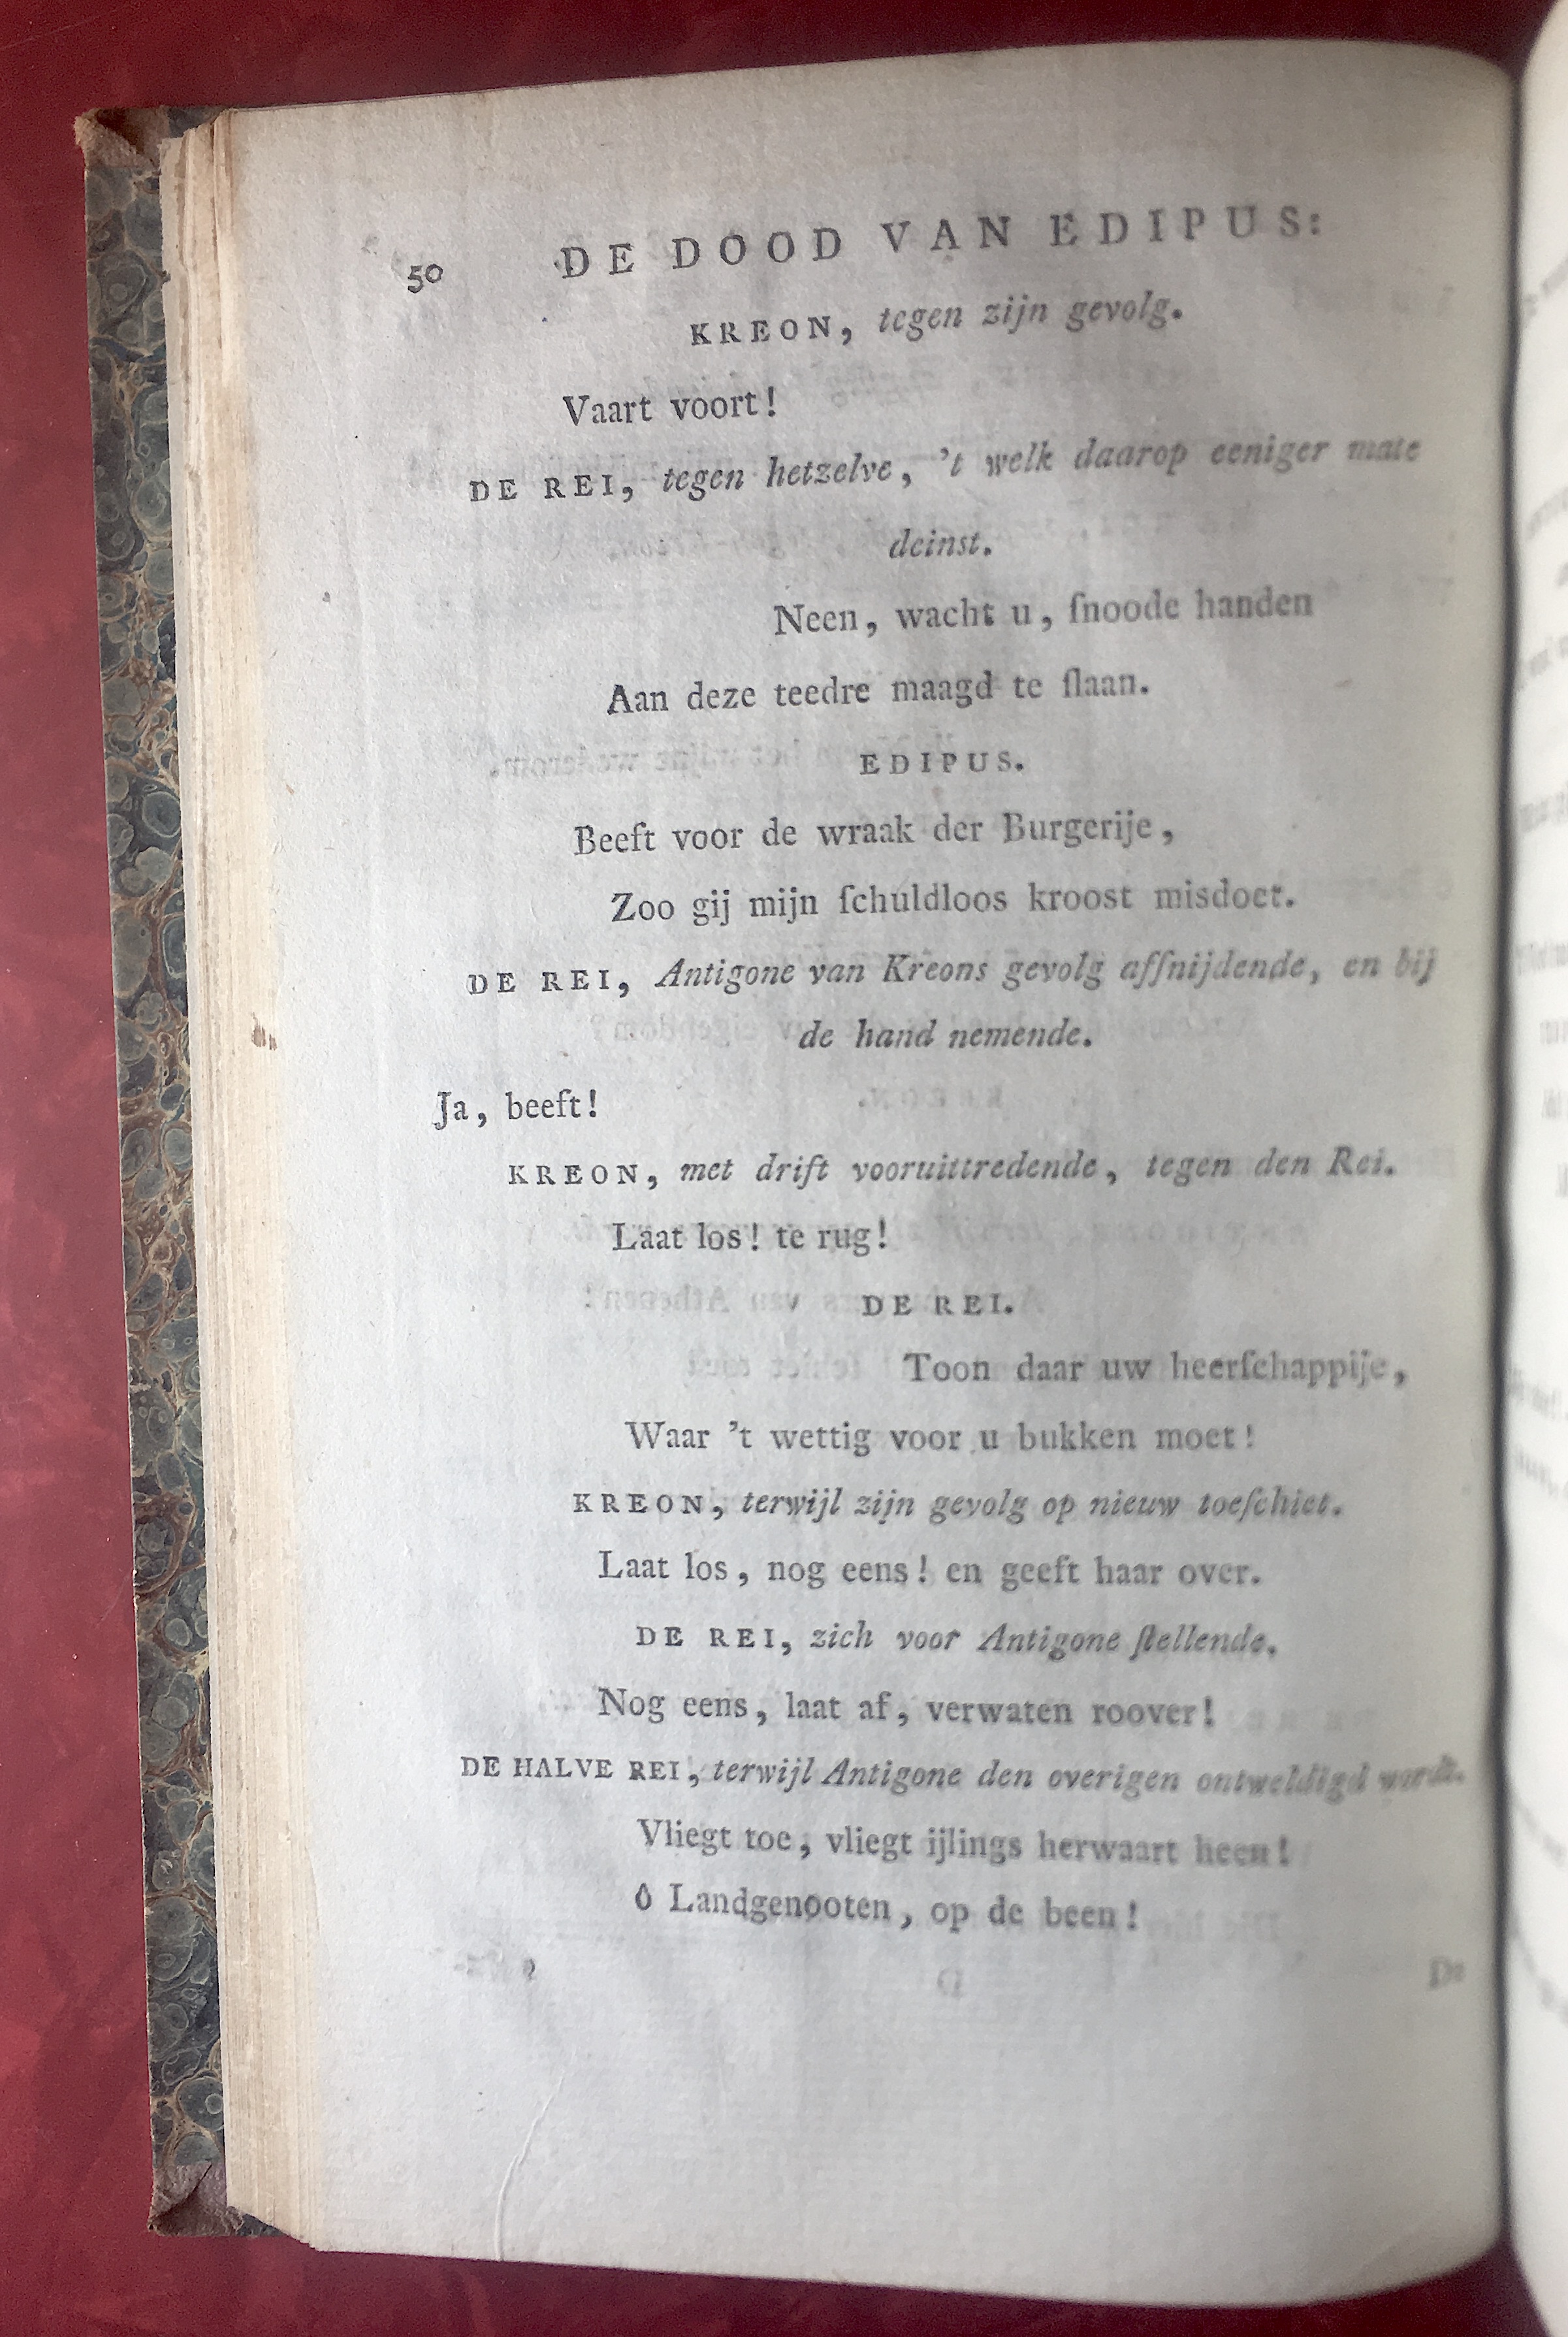 50 DE DOOD VAN EDIPUS:
KREON, tegen zijn gevolg.
Vaart voort!
DE REI, tegen hetzelve, 't welk daarop eeniger mate
deinst.
Neen, wacht u, ſnoode handen
Aan deze teedre maagd te ſlaan.
EDIPUS.
Beeft voor de wraak der Burgerije,
Zoo gij mijn ſchuldloos kroost misdoet.
DE REI, Antigone van Kreons gevolg afſnijdende, en bij
de hand nemende.
Ja, beeft!
KREON, met drift vooruittredende, tegen den Rei.
Laat los! te rug!
DE REI.
Toon daar uw heerſchappije,
Waar 't wettig voor u bukken moet!
KREON, terwijl zijn gevolg op nieuw toeſchiet.
Laat los, nog eens! en geeft haar over.
DE REI, zich voor Antigone ſtellende.
Nog eens, laat af, verwaten roover!
DE HALVE REI, terwijl Antigone den overigen ontweldigd wordt.
Vliegt toe, vliegt ijlings herwaart heen!
ô Landgenooten, op de been!
De